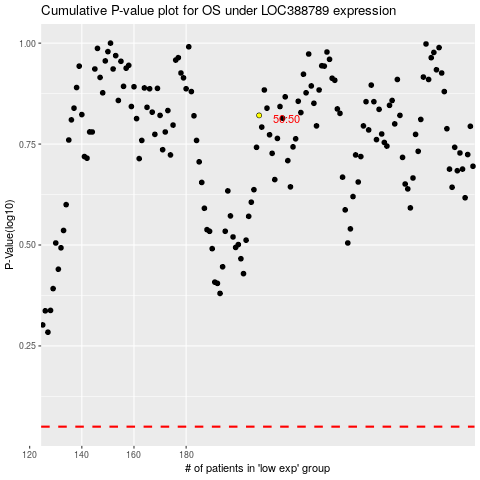 Cumulative P-value plot for OS under LOC388789 expression
P-Value(log10)
1.00
0.75
0.50
0.25
50:50
120 140 160 180
# of patients in 'low exp' group